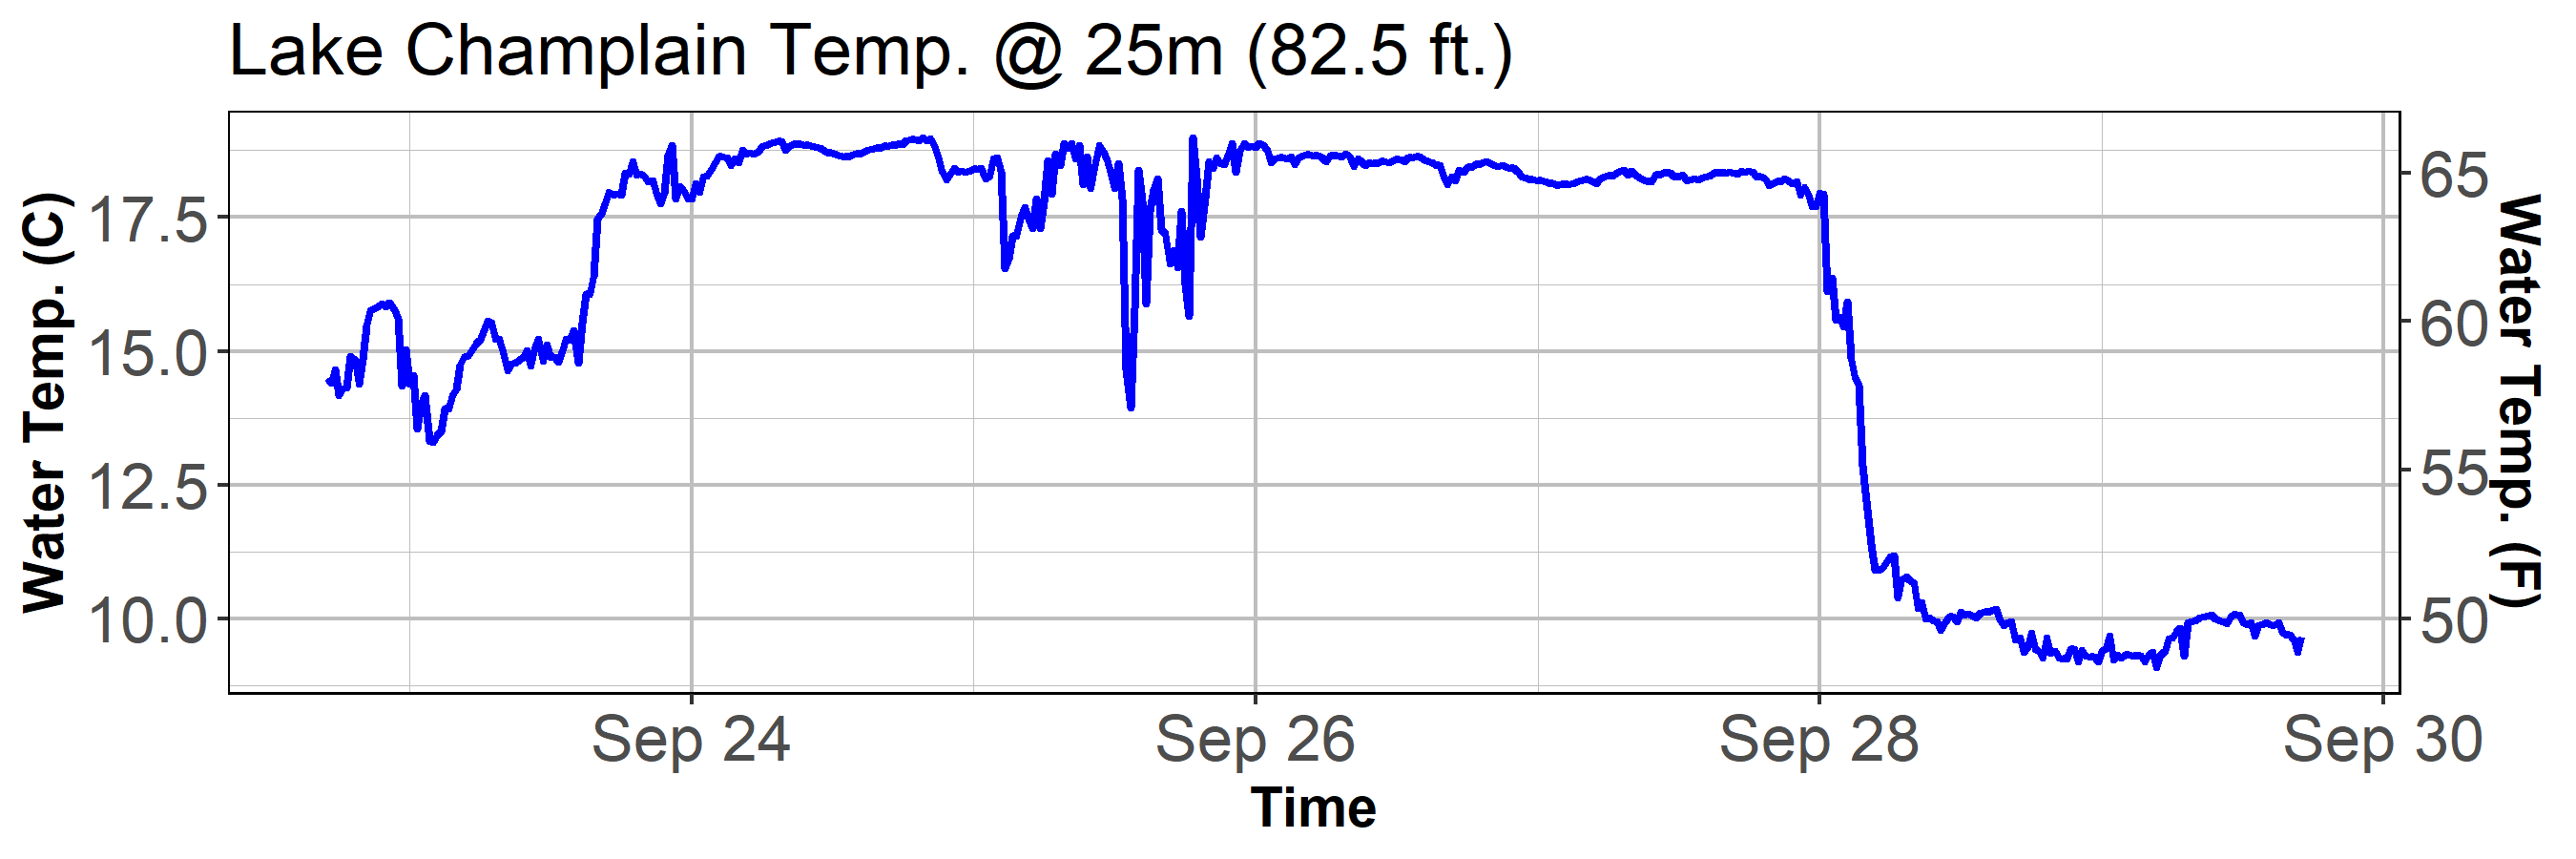 Lake Champlain Temp. @ 25m (82.5 ft.)
Water Temp. (C)
17.5
15.0
12.5
10.0
65
60
55
50
Water Temp. (F)
Sep 24
Sep 26
Sep 28
Sep 30
Time